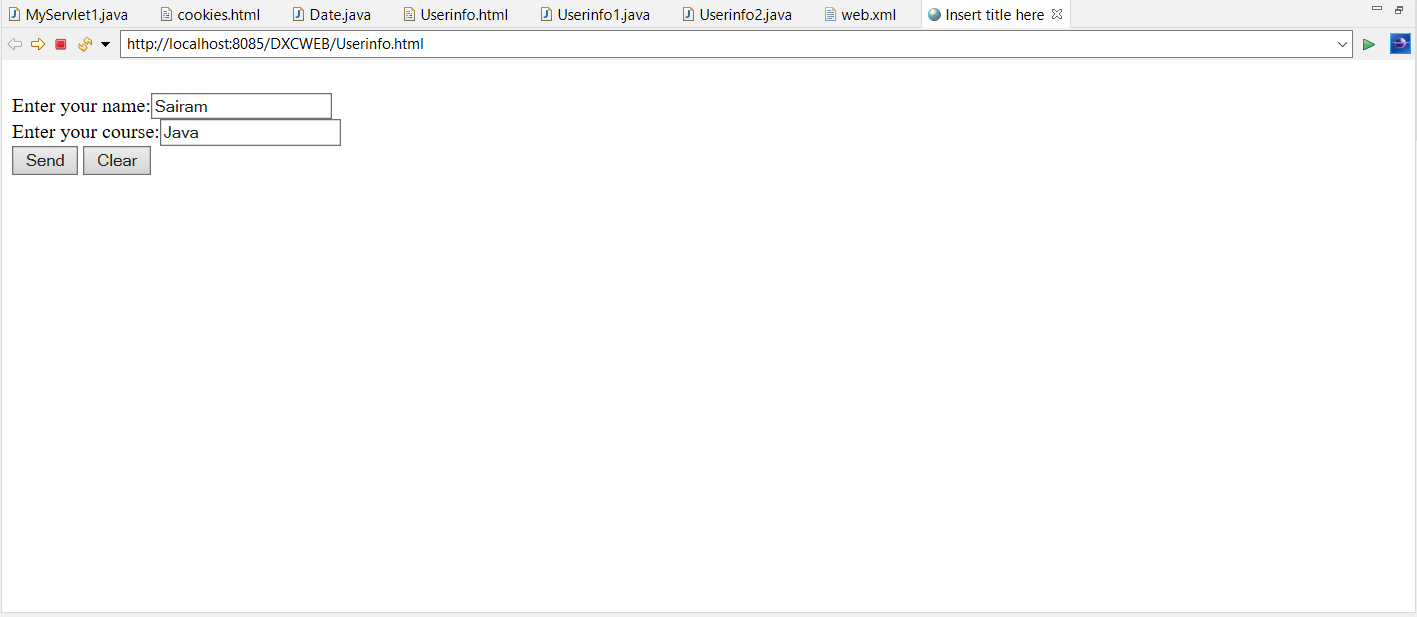 MyServlet1.java cookies.html Date.java Userinfo.html Userinfo1.java Userinfo2.java web.xml Insert title here
http://localhost:8085/DXCWEB/Userinfo.html
Enter your name: Sairam
Enter your course: Java
Send Clear